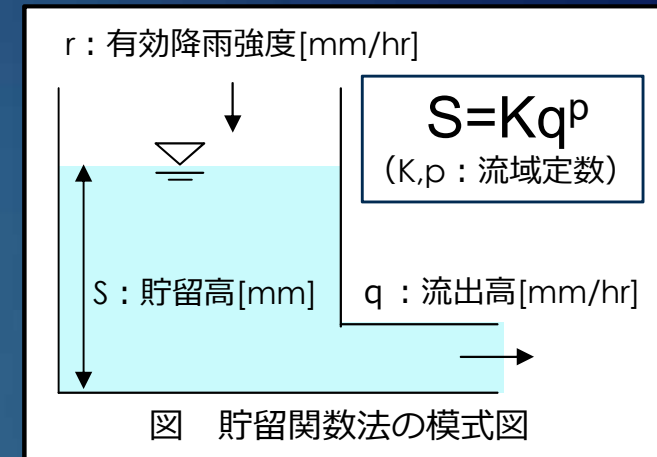 r：有効降雨強度[mm/hr]
S=Kqᵖ
（K,p：流域定数）
S：貯留高[mm]
q ：流出高[mm/hr]
図　貯留関数法の模式図